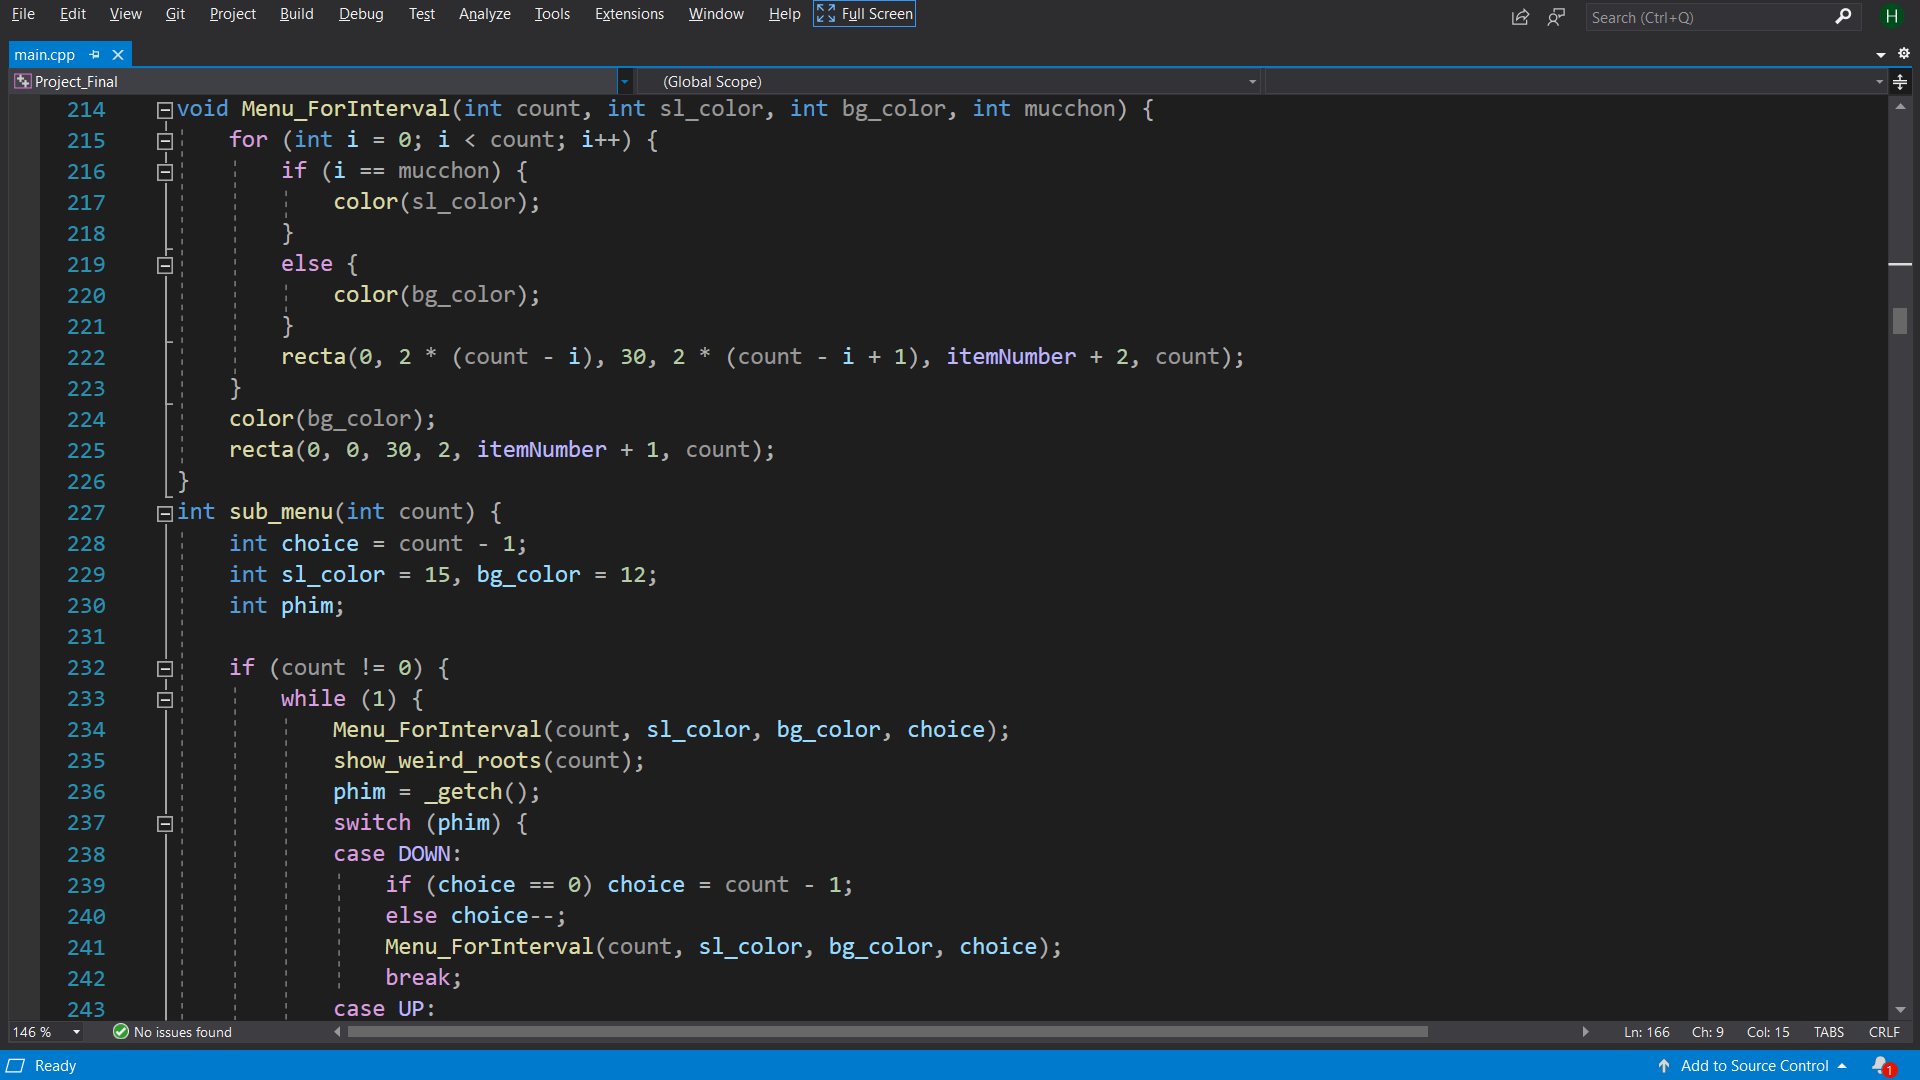 File Edit View Git Project Build Debug Test Analyze Tools Extensions Window Help Full Screen Search (Ctrl+Q) H
main.cpp
Project_Final (Global Scope)
214 void Menu_ForInterval(int count, int sl_color, int bg_color, int mucchon) {
215 for (int i = 0; i < count; i++) {
216 if (i == mucchon) {
217 color(sl_color);
218 }
219 else {
220 color(bg_color);
221 }
222 recta(0, 2 * (count - i), 30, 2 * (count - i + 1), itemNumber + 2, count);
223 }
224 color(bg_color);
225 recta(0, 0, 30, 2, itemNumber + 1, count);
226 }
227 int sub_menu(int count) {
228 int choice = count - 1;
229 int sl_color = 15, bg_color = 12;
230 int phim;
231
232 if (count != 0) {
233 while (1) {
234 Menu_ForInterval(count, sl_color, bg_color, choice);
235 show_weird_roots(count);
236 phim = _getch();
237 switch (phim) {
238 case DOWN:
239 if (choice == 0) choice = count - 1;
240 else choice--;
241 Menu_ForInterval(count, sl_color, bg_color, choice);
242 break;
243 case UP:
146 % No issues found Ln: 166 Ch: 9 Col: 15 TABS CRLF
Ready Add to Source Control 1